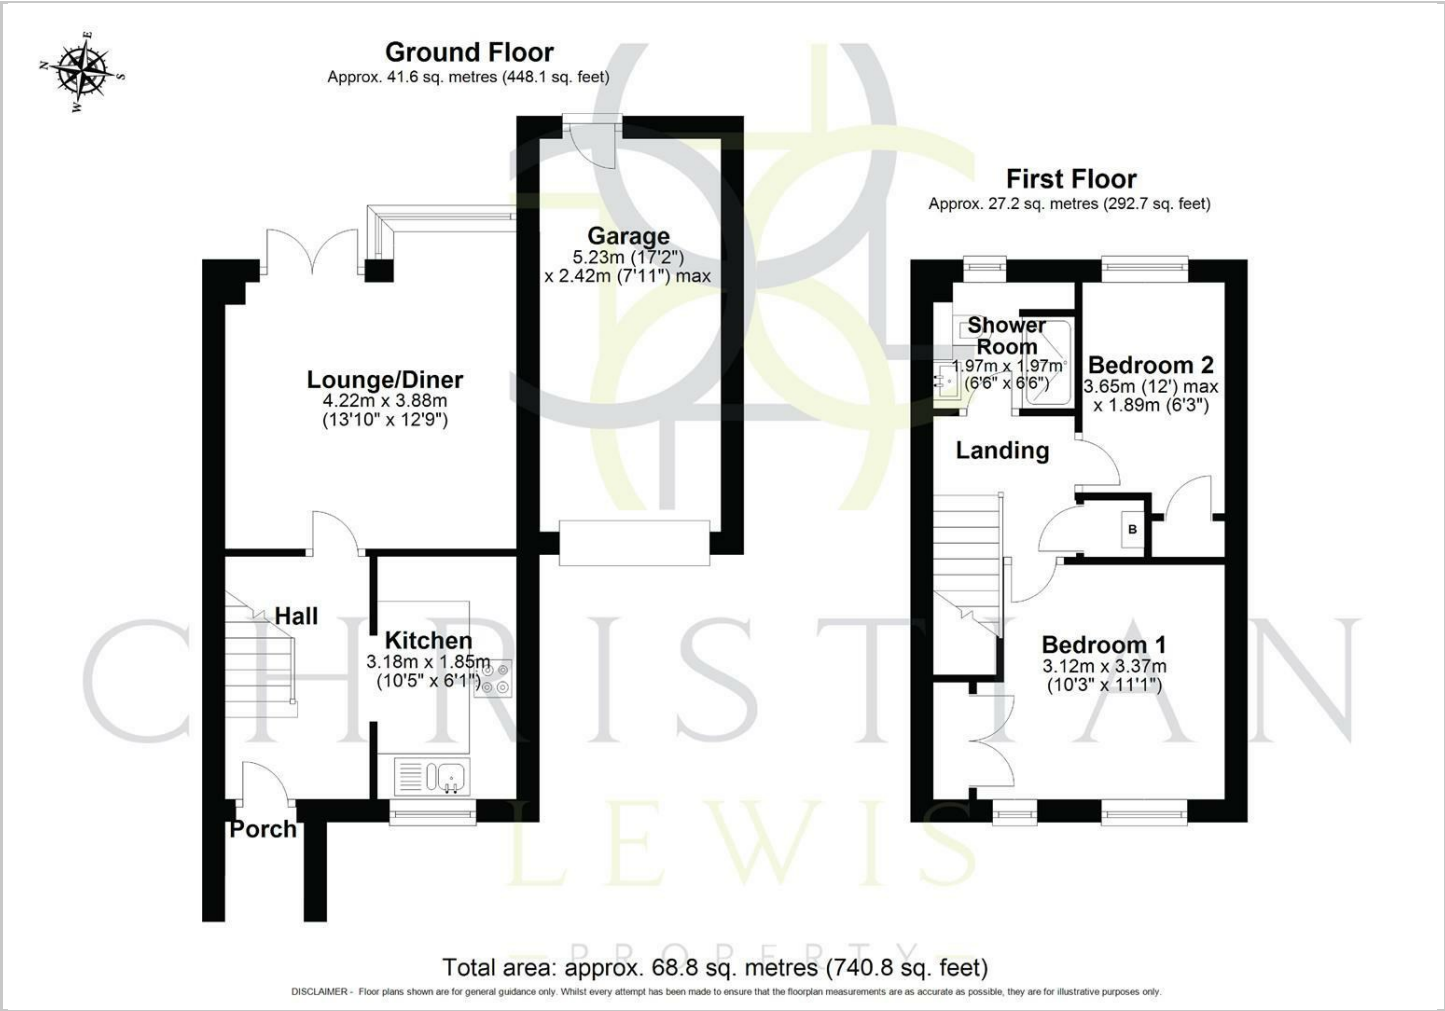 N
E
S
W
Ground Floor
Approx. 41.6 sq. metres (448.1 sq. feet)
Garage
5.23m (17'2")
x 2.42m (7'11") max
Lounge/Diner
4.22m x 3.88m
(13'10" x 12'9")
Hall
Kitchen
3.18m x 1.85m
(10'5" x 6'1")
Porch
First Floor
Approx. 27.2 sq. metres (292.7 sq. feet)
Shower
Room
1.97m x 1.97m
(6'6" x 6'6")
Bedroom 2
3.65m (12') max
x 1.89m (6'3")
Landing
B
Bedroom 1
3.12m x 3.37m
(10'3" x 11'1")
CHRISTIAN
LEWIS
PROPERTY
Total area: approx. 68.8 sq. metres (740.8 sq. feet)
DISCLAIMER - Floor plans shown are for general guidance only. Whilst every attempt has been made to ensure that the floorplan measurements are as accurate as possible, they are for illustrative purposes only.